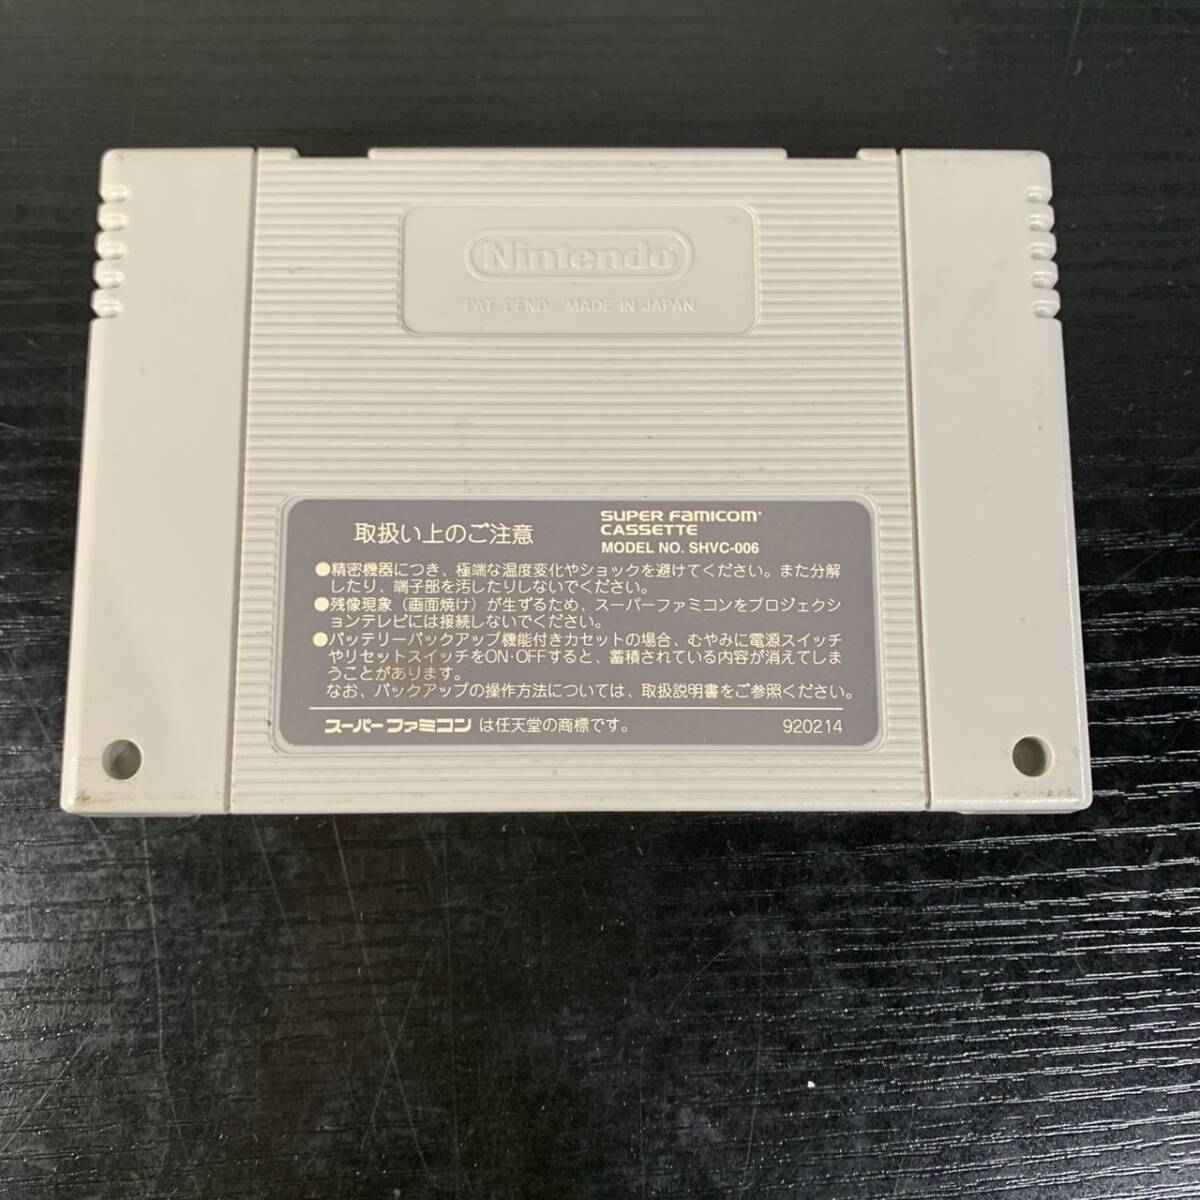 Nintendo®
PAT. PEND. MADE IN JAPAN
取扱い上のご注意
SUPER FAMICOM®
CASSETTE
MODEL NO. SHVC-006
●精密機器につき、極端な温度変化やショックを避けてください。また分解
したり、端子部を汚したりしないでください。
●残像現象（画面焼け）が生ずるため、スーパーファミコンをプロジェクシ
ョンテレビには接続しないでください。
●バッテリーバックアップ機能付きカセットの場合、むやみに電源スイッチ
やリセットスイッチをON·OFFすると、蓄積されている内容が消えてしま
うことがあります。
なお、バックアップの操作方法については、取扱説明書をご参照ください。
スーパーファミコン は任天堂の商標です。 920214